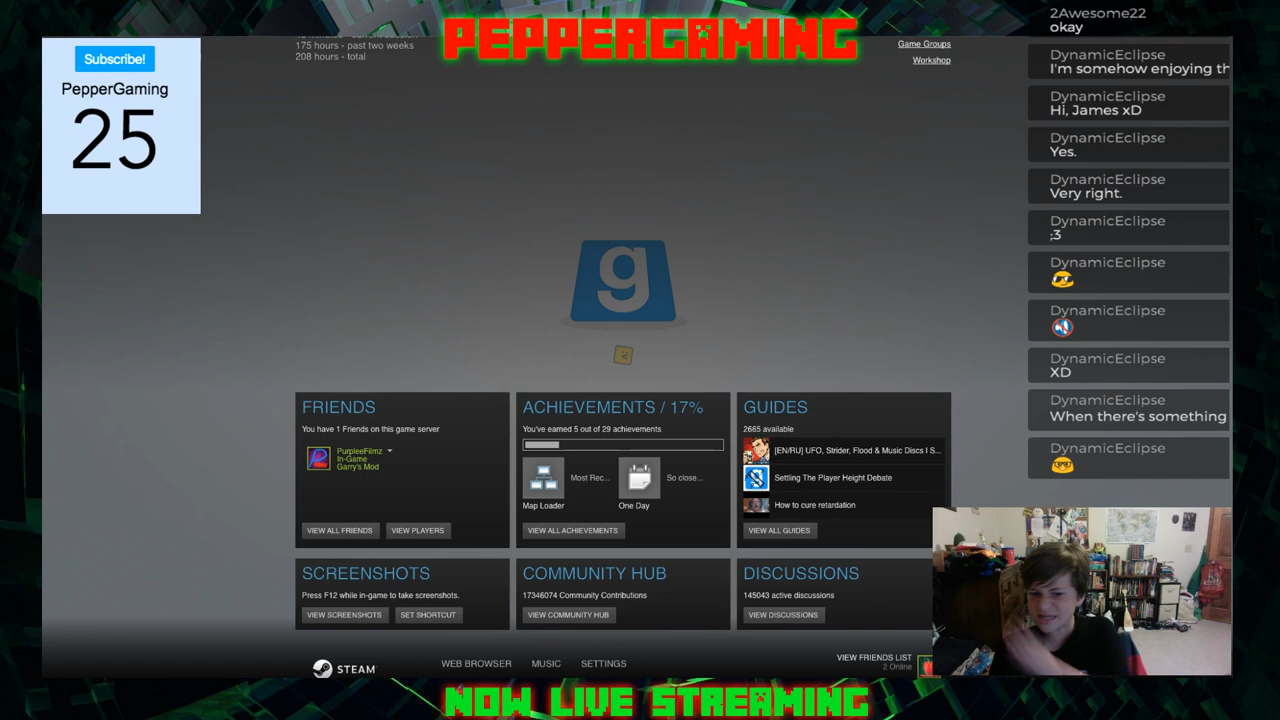 PEPPERGAMING
Subscribe!
PepperGaming
25
175 hours - past two weeks
208 hours - total
Game Groups
Workshop
g
2
FRIENDS
You have 1 Friends on this game server
PurpleeFilmz
In-Game
Garry's Mod
VIEW ALL FRIENDS
VIEW PLAYERS
ACHIEVEMENTS / 17%
You've earned 5 out of 29 achievements
Most Rec...
So close...
Map Loader
One Day
VIEW ALL ACHIEVEMENTS
GUIDES
2665 available
[EN/RU] UFO, Strider, Flood & Music Discs I S...
Settling The Player Height Debate
How to cure retardation
VIEW ALL GUIDES
SCREENSHOTS
Press F12 while in-game to take screenshots.
VIEW SCREENSHOTS
SET SHORTCUT
COMMUNITY HUB
17346074 Community Contributions
VIEW COMMUNITY HUB
DISCUSSIONS
145043 active discussions
VIEW DISCUSSIONS
STEAM
WEB BROWSER
MUSIC
SETTINGS
VIEW FRIENDS LIST
2 Online
2Awesome22
okay
DynamicEclipse
I'm somehow enjoying th
DynamicEclipse
Hi, James xD
DynamicEclipse
Yes.
DynamicEclipse
Very right.
DynamicEclipse
;3
DynamicEclipse
DynamicEclipse
DynamicEclipse
XD
DynamicEclipse
When there's something
DynamicEclipse
NOW LIVE STREAMING